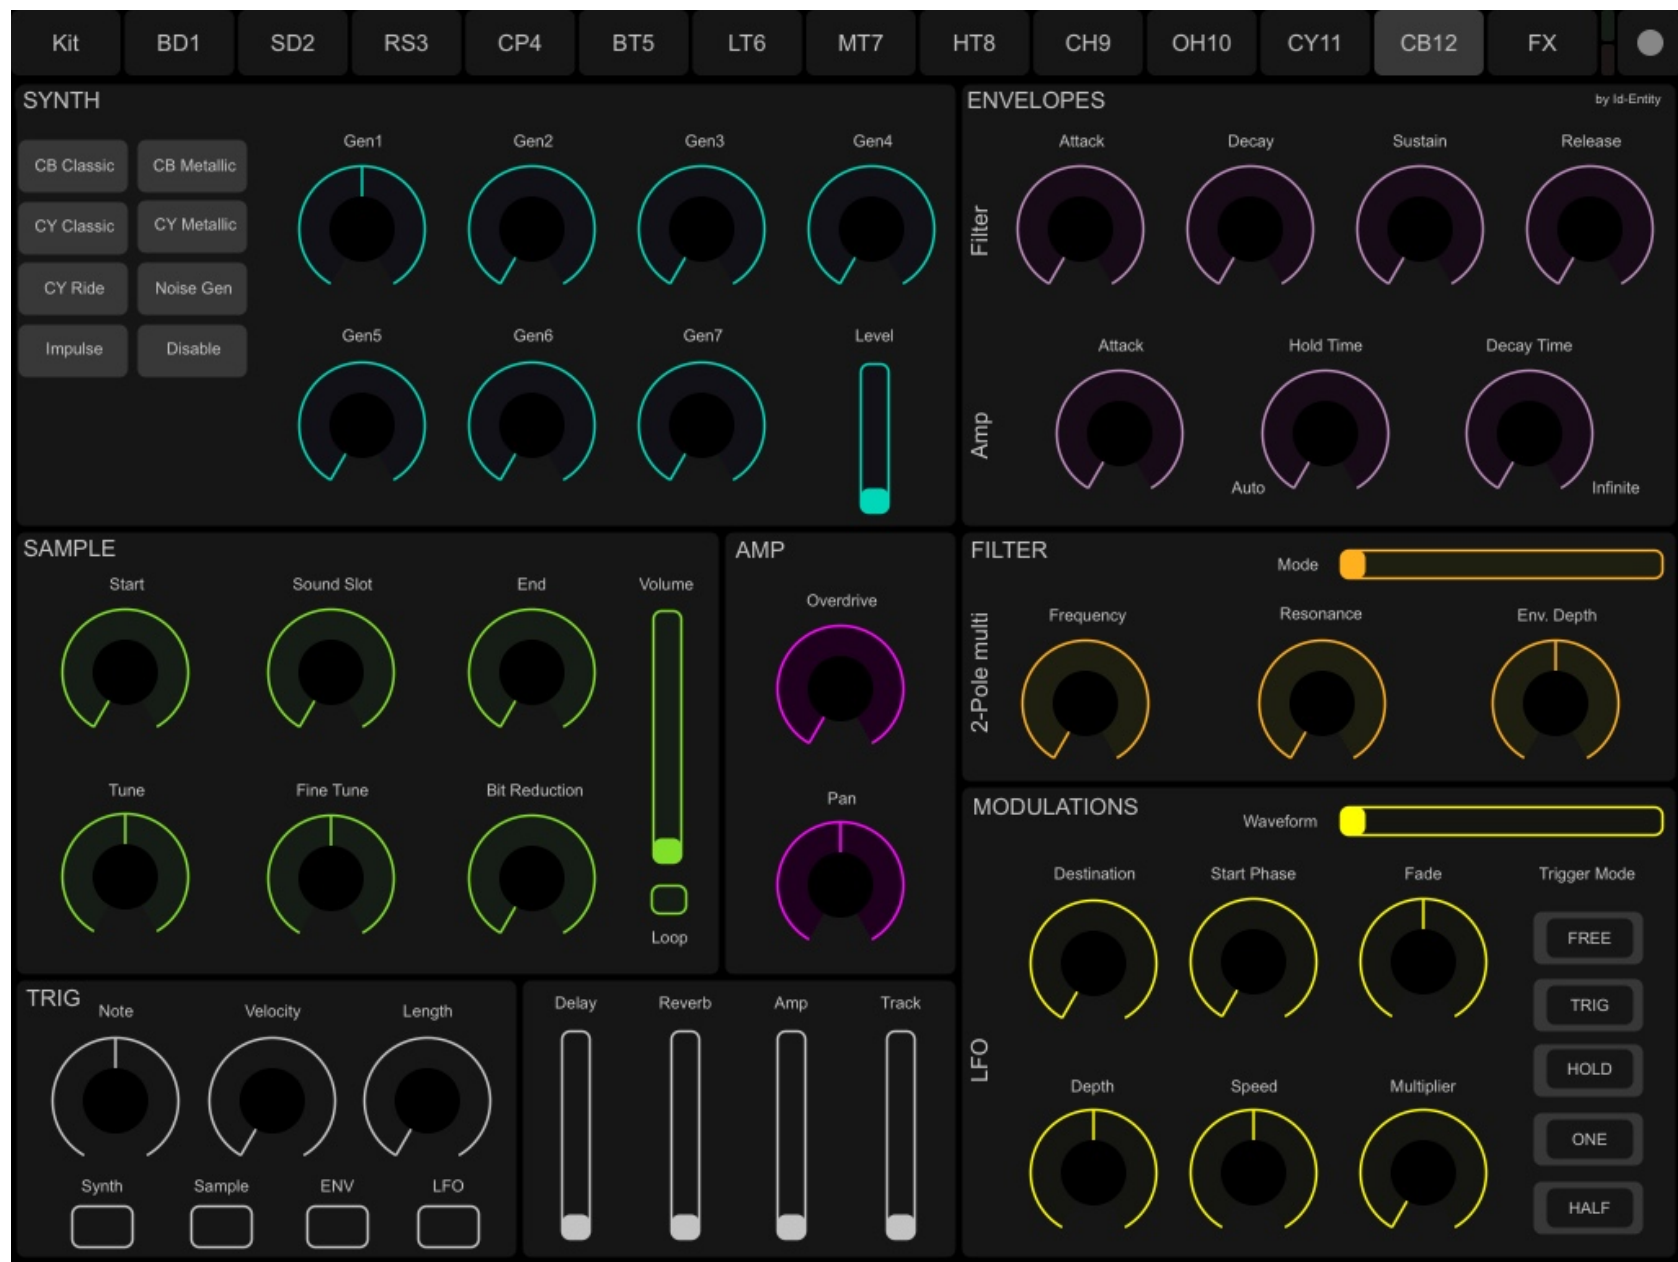 Kit BD1 SD2 RS3 CP4 BT5 LT6 MT7 HT8 CH9 OH10 CY11 CB12 FX
SYNTH
CB Classic CB Metallic
CY Classic CY Metallic
CY Ride Noise Gen
Impulse Disable
Gen1 Gen2 Gen3 Gen4
Gen5 Gen6 Gen7 Level
ENVELOPES
by Id-Entity
Filter
Attack Decay Sustain Release
Amp
Attack Hold Time Decay Time
Auto Infinite
SAMPLE
Start Sound Slot End Volume
Tune Fine Tune Bit Reduction
Loop
AMP
Overdrive
Pan
FILTER
Mode
2-Pole multi
Frequency Resonance Env. Depth
MODULATIONS
Waveform
LFO
Destination Start Phase Fade Trigger Mode
Depth Speed Multiplier
FREE
TRIG
HOLD
ONE
HALF
TRIG
Note Velocity Length
Synth Sample ENV LFO
Delay Reverb Amp Track